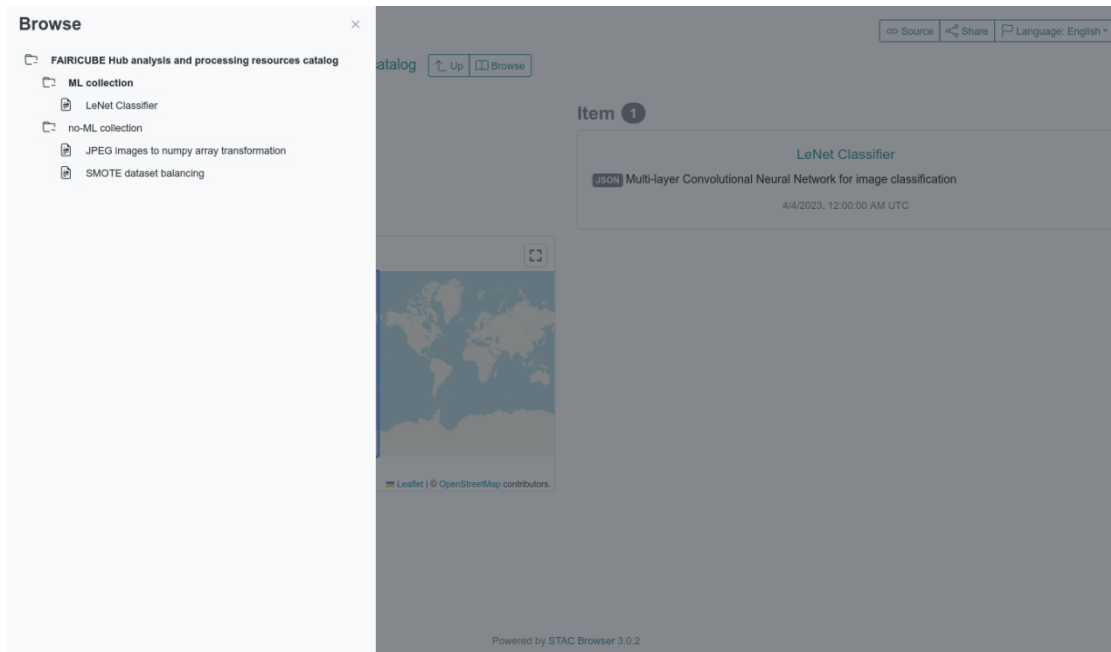 Browse
×
FAIRiCUBE Hub analysis and processing resources catalog
ML collection
LeNet Classifier
no-ML collection
JPEG images to numpy array transformation
SMOTE dataset balancing
Source Share Language: English
atalog Up Browse
Item 1
LeNet Classifier
JSON Multi-layer Convolutional Neural Network for image classification
4/4/2023, 12:00:00 AM UTC
Leaflet | © OpenStreetMap contributors.
Powered by STAC Browser 3.0.2